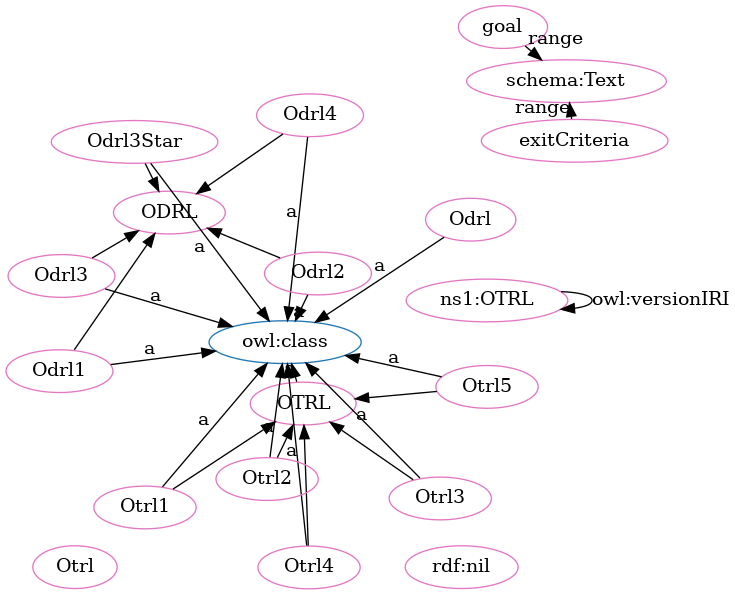 goal
range
schema:Text
range
exitCriteria
Odrl3Star
Odrl4
ODRL
a
Odrl
a
a
Odrl3
Odrl2
a
ns1:OTRL
owl:versionIRI
a
owl:class
a
a
Odrl1
Otrl5
OTRL
a
a
a
a
Otrl2
Otrl1
Otrl3
Otrl
Otrl4
rdf:nil